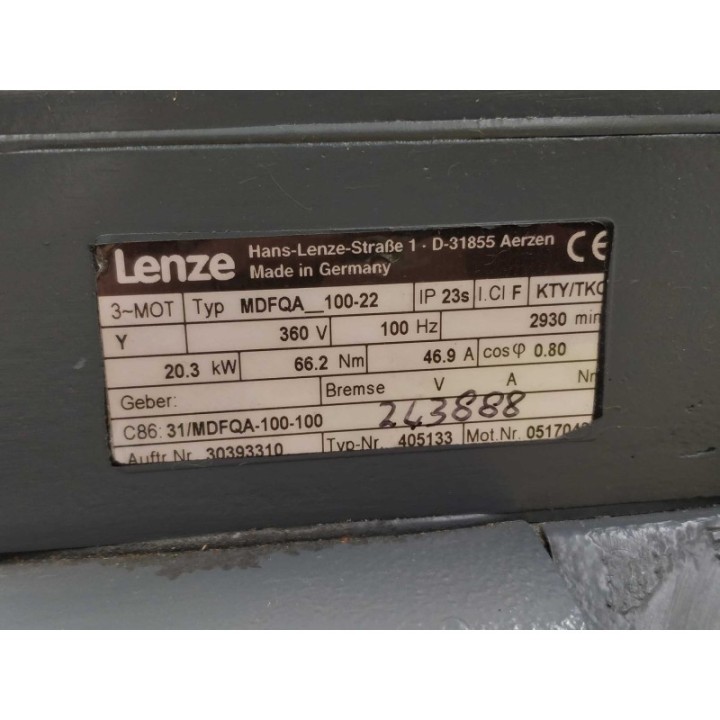 Lenze Hans-Lenze-Straße 1 · D-31855 Aerzen CE
Made in Germany
3~MOT Typ MDFQA__100-22 IP 23s I.Cl F KTY/TKO
Y 360 V 100 Hz 2930 min
20.3 kW 66.2 Nm 46.9 A cosφ 0.80
Geber: Bremse V A Nm
C86: 31/MDFQA-100-100 243888
Auftr.Nr. 30393310 Typ-Nr. 405133 Mot.Nr. 051704